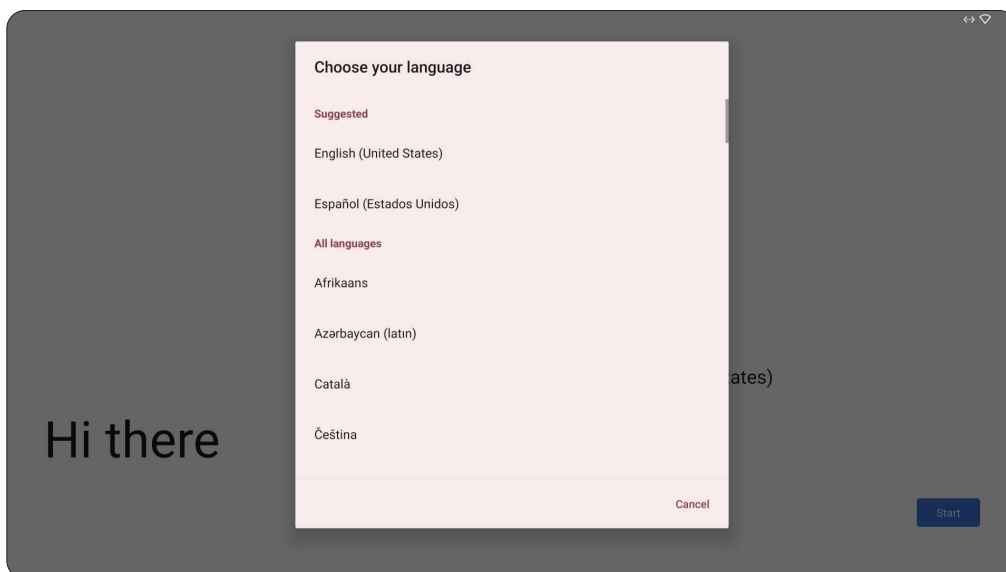 Choose your language
Suggested
English (United States)
Español (Estados Unidos)
All languages
Afrikaans
Azərbaycan (latın)
Català
Čeština
Cancel
ates)
Hi there
Start